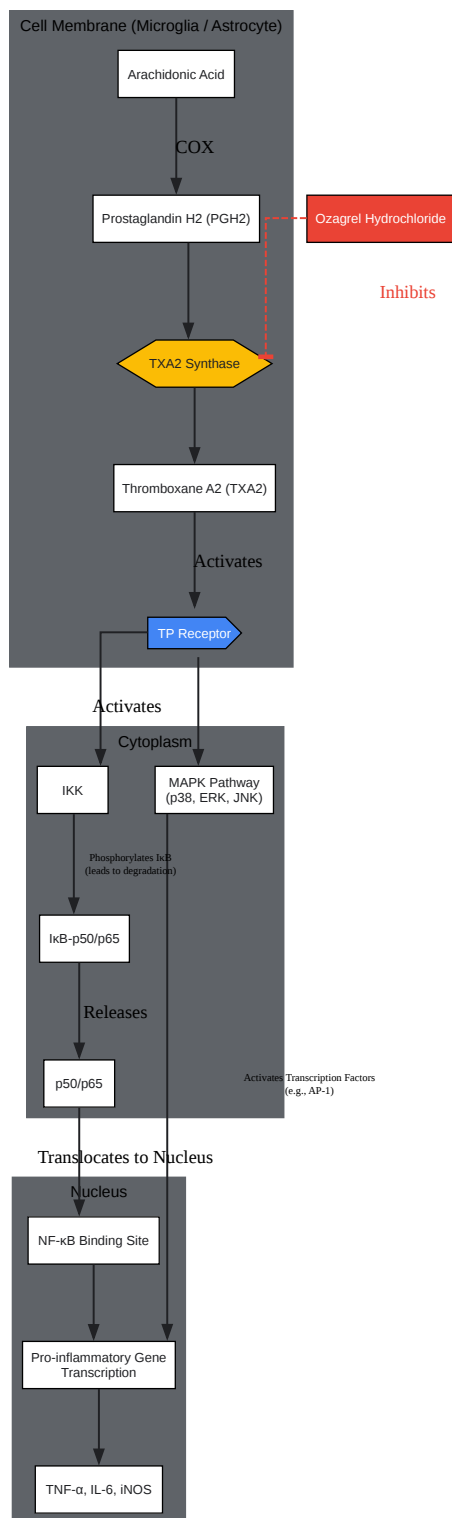 Cell Membrane (Microglia / Astrocyte)
Arachidonic Acid
COX
Prostaglandin H2 (PGH2)
Ozagrel Hydrochloride
Inhibits
TXA2 Synthase
Thromboxane A2 (TXA2)
Activates
TP Receptor
Activates
Cytoplasm
IKK
MAPK Pathway
(p38, ERK, JNK)
Phosphorylates IκB
(leads to degradation)
IκB-p50/p65
Releases
p50/p65
Activates Transcription Factors
(e.g., AP-1)
Translocates to Nucleus
Nucleus
NF-κB Binding Site
Pro-inflammatory Gene
Transcription
TNF-α, IL-6, iNOS